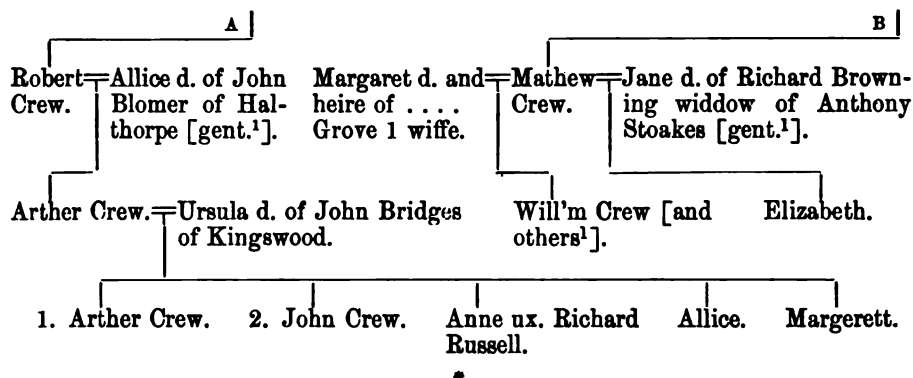 A B
Robert=Allice d. of John Margaret d. and=Mathew=Jane d. of Richard Brown-
Crew. Blomer of Hal- heire of .... Crew. ing widdow of Anthony
thorpe [gent.¹]. Grove 1 wiffe. Stoakes [gent.¹].
Arther Crew.=Ursula d. of John Bridges Will'm Crew [and Elizabeth.
of Kingswood. others¹].
1. Arther Crew. 2. John Crew. Anne ux. Richard Allice. Margerett.
Russell.